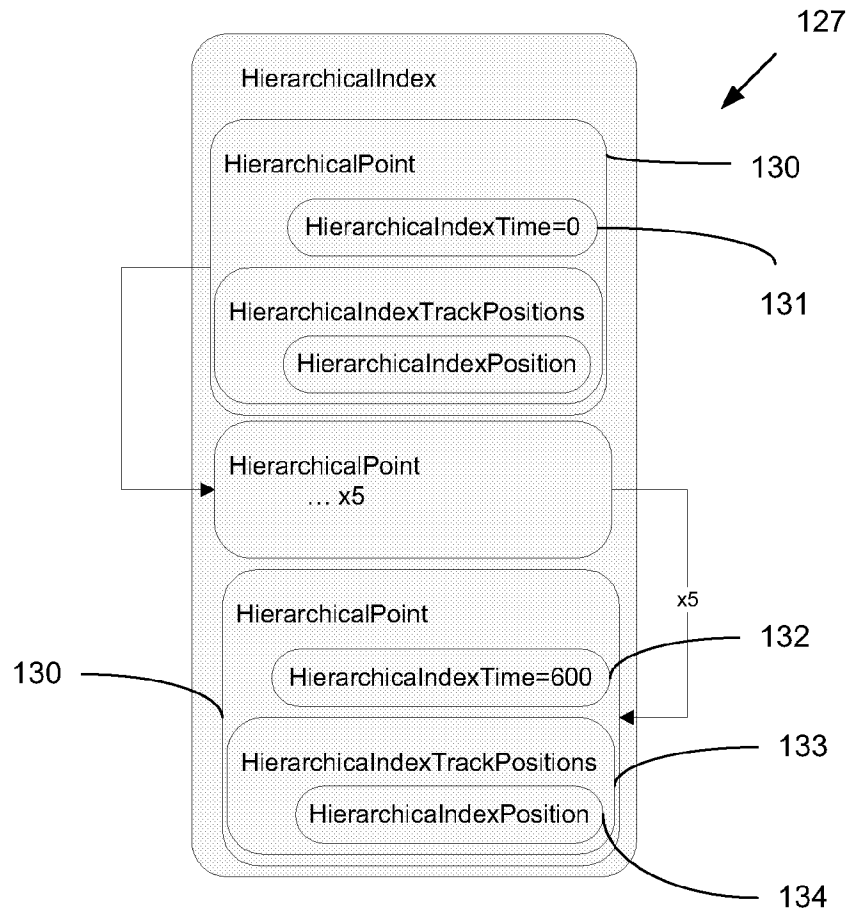 127
HierarchicalIndex
HierarchicalPoint
130
HierarchicaIndexTime=0
131
HierarchicaIndexTrackPositions
HierarchicaIndexPosition
HierarchicalPoint
... x5
x5
HierarchicalPoint
132
HierarchicaIndexTime=600
130
133
HierarchicaIndexTrackPositions
HierarchicaIndexPosition
134